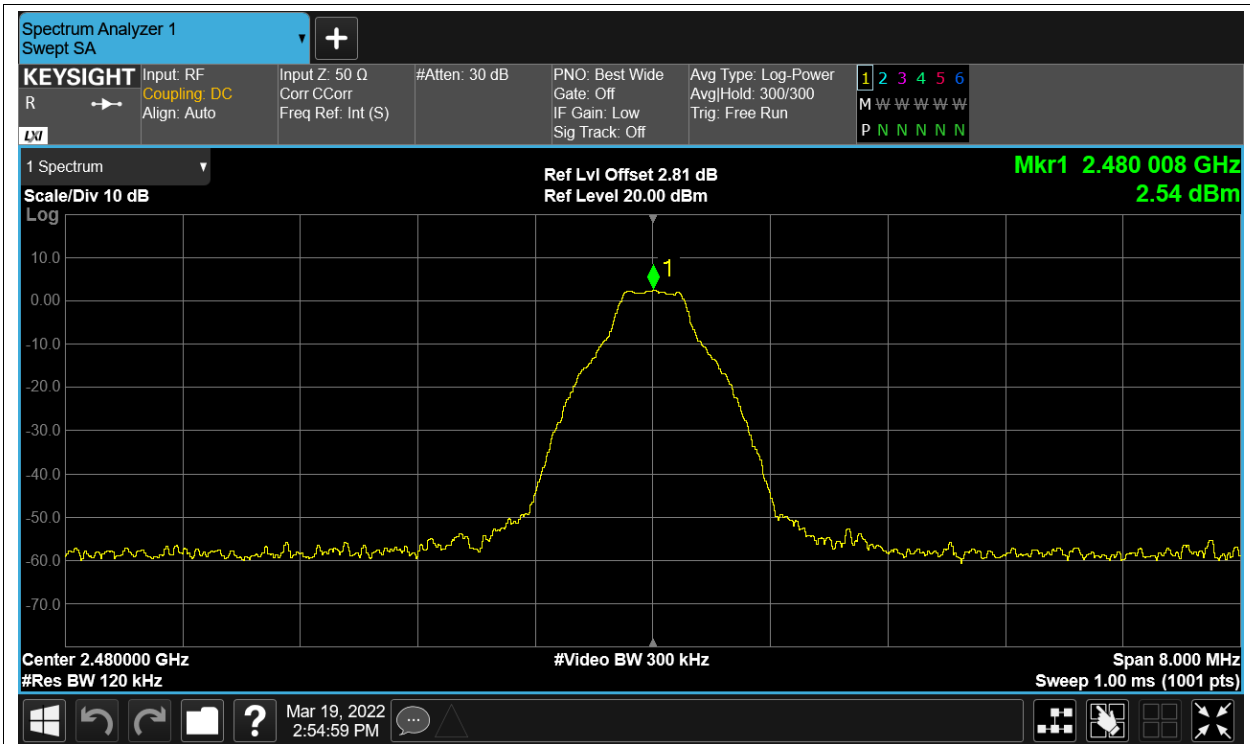 Spectrum Analyzer 1
Swept SA
KEYSIGHT
R
LXI
Input: RF
Coupling: DC
Align: Auto
Input Z: 50 Ω
Corr CCorr
Freq Ref: Int (S)
#Atten: 30 dB
PNO: Best Wide
Gate: Off
IF Gain: Low
Sig Track: Off
Avg Type: Log-Power
Avg|Hold: 300/300
Trig: Free Run
1 2 3 4 5 6
M W W W W W
P N N N N N
1 Spectrum
Scale/Div 10 dB
Log
Ref Lvl Offset 2.81 dB
Ref Level 20.00 dBm
Mkr1 2.480 008 GHz
2.54 dBm
1
10.0
0.00
-10.0
-20.0
-30.0
-40.0
-50.0
-60.0
-70.0
Center 2.480000 GHz
#Res BW 120 kHz
#Video BW 300 kHz
Span 8.000 MHz
Sweep 1.00 ms (1001 pts)
?
Mar 19, 2022
2:54:59 PM